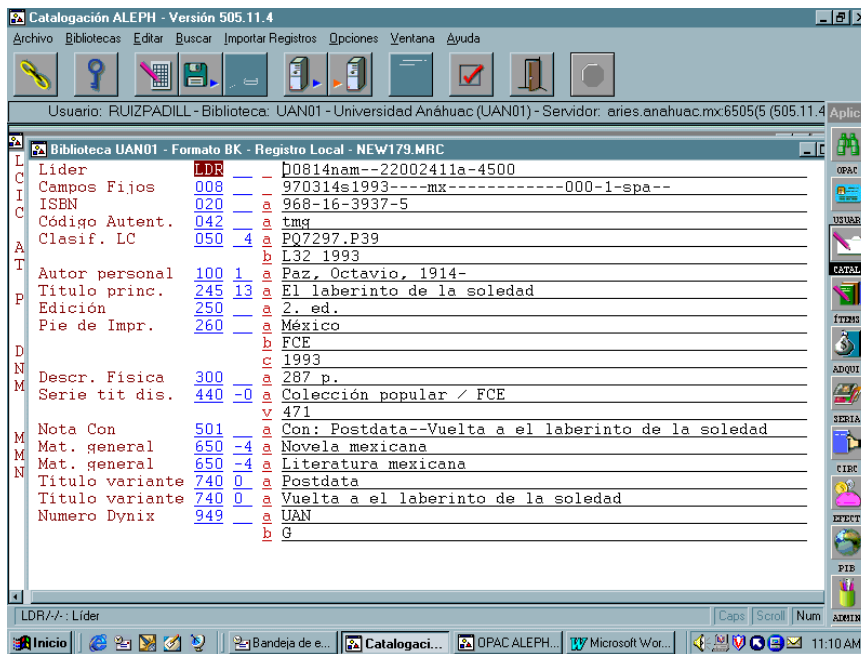 Catalogación ALEPH - Versión 505.11.4
Archivo Bibliotecas Editar Buscar Importar Registros Opciones Ventana Ayuda
Usuario: RUIZPADILL - Biblioteca: UAN01 - Universidad Anáhuac (UAN01) - Servidor: aries.anahuac.mx:6505(5 (505.11.4
Biblioteca UAN01 - Formato BK - Registro Local - NEW179.MRC
Líder LDR 00814nam--22002411a-4500
Campos Fijos 008 970314s1993----mx-------------000-1-spa--
ISBN 020 a 968-16-3937-5
Código Autent. 042 a tmq
Clasif. LC 050 4 a PQ7297.P39
b L32 1993
Autor personal 100 1 a Paz, Octavio, 1914-
Título princ. 245 13 a El laberinto de la soledad
Edición 250 a 2. ed.
Pie de Impr. 260 a México
b FCE
c 1993
Descr. Física 300 a 287 p.
Serie tit dis. 440 -0 a Colección popular / FCE
v 471
Nota Con 501 a Con: Postdata--Vuelta a el laberinto de la soledad
Mat. general 650 -4 a Novela mexicana
Mat. general 650 -4 a Literatura mexicana
Título variante 740 0 a Postdata
Título variante 740 0 a Vuelta a el laberinto de la soledad
Numero Dynix 949 a UAN
b G
L
C
I
C
A
T
P
D
N
M
M
M
N
Aplic
OPAC
USUAR
CATAL
ÍTEMS
ADQUI
SERIA
CIRC
EFECT
PIB
ADMIN
LDR/-/- : Líder
Caps Scroll Num
Inicio Bandeja de e... Catalogaci... OPAC ALEPH... Microsoft Wor... 11:10 AM